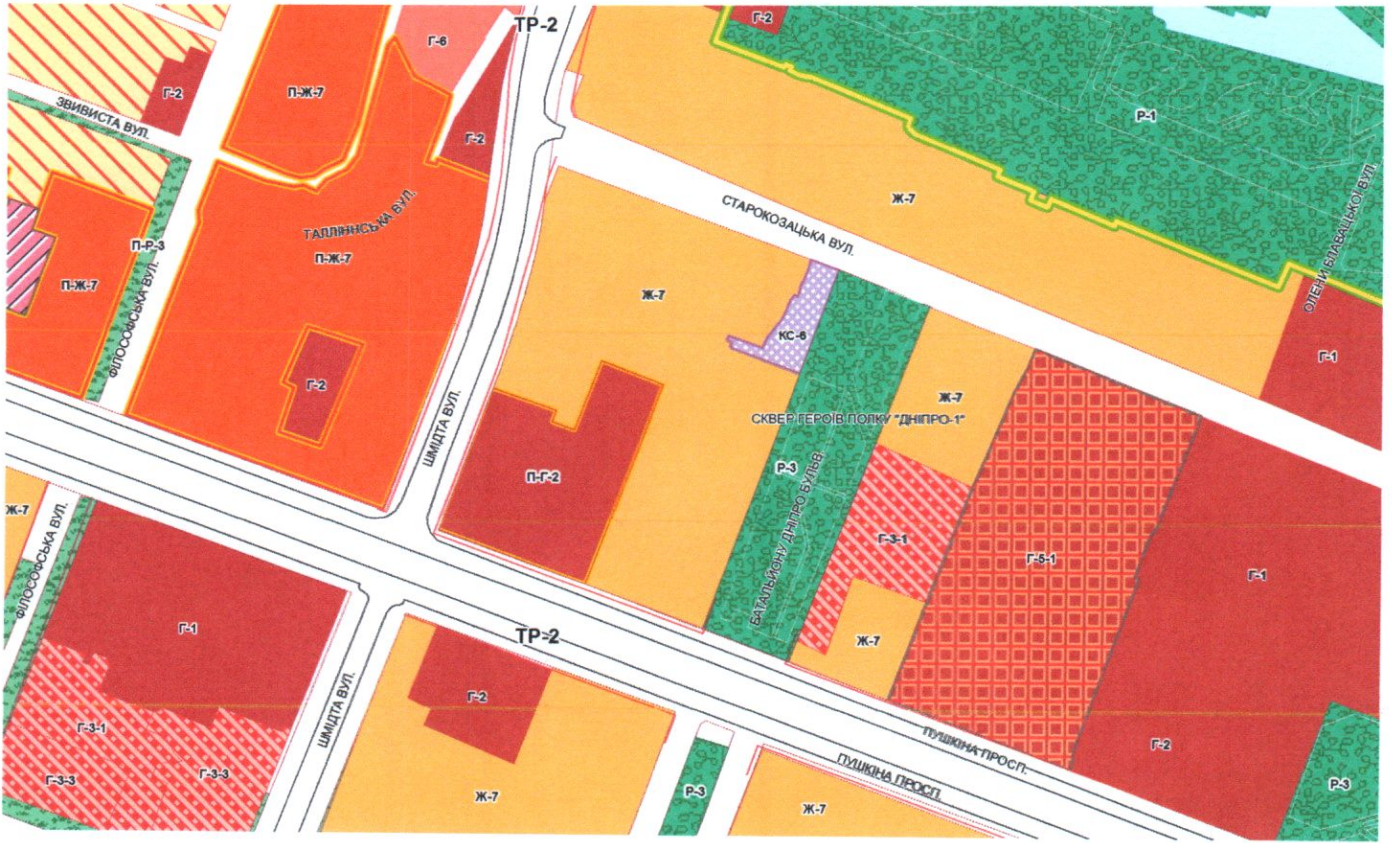 ТР-2
Г-2
Г-6
П-Ж-7
Г-2
ЗВИВИСТА ВУЛ.
Г-2
Р-1
Ж-7
СТАРОКОЗАЦЬКА ВУЛ.
ТАЛЛІННСЬКА ВУЛ.
П-Р-3
П-Ж-7
П-Ж-7
ФІЛОСОФСЬКА ВУЛ.
ОЛЕНИ БЛАВАЦЬКОЇ ВУЛ.
Ж-7
КС-6
Г-1
Г-2
Ж-7
СКВЕР ГЕРОЇВ ПОЛКУ "ДНІПРО-1"
ШМІДТА ВУЛ.
Р-3
П-Г-2
БАТАЛЬЙОНУ ДНІПРО БУЛЬВ.
Ж-7
ФІЛОСОФСЬКА ВУЛ.
Г-3-1
Г-5-1
Г-1
Г-1
ТР-2
Ж-7
Г-2
ШМІДТА ВУЛ.
Г-3-1
ПУШКІНА ПРОСП.
Г-2
ПУШКІНА ПРОСП.
Г-3-3
Г-3-3
Р-3
Р-3
Ж-7
Ж-7